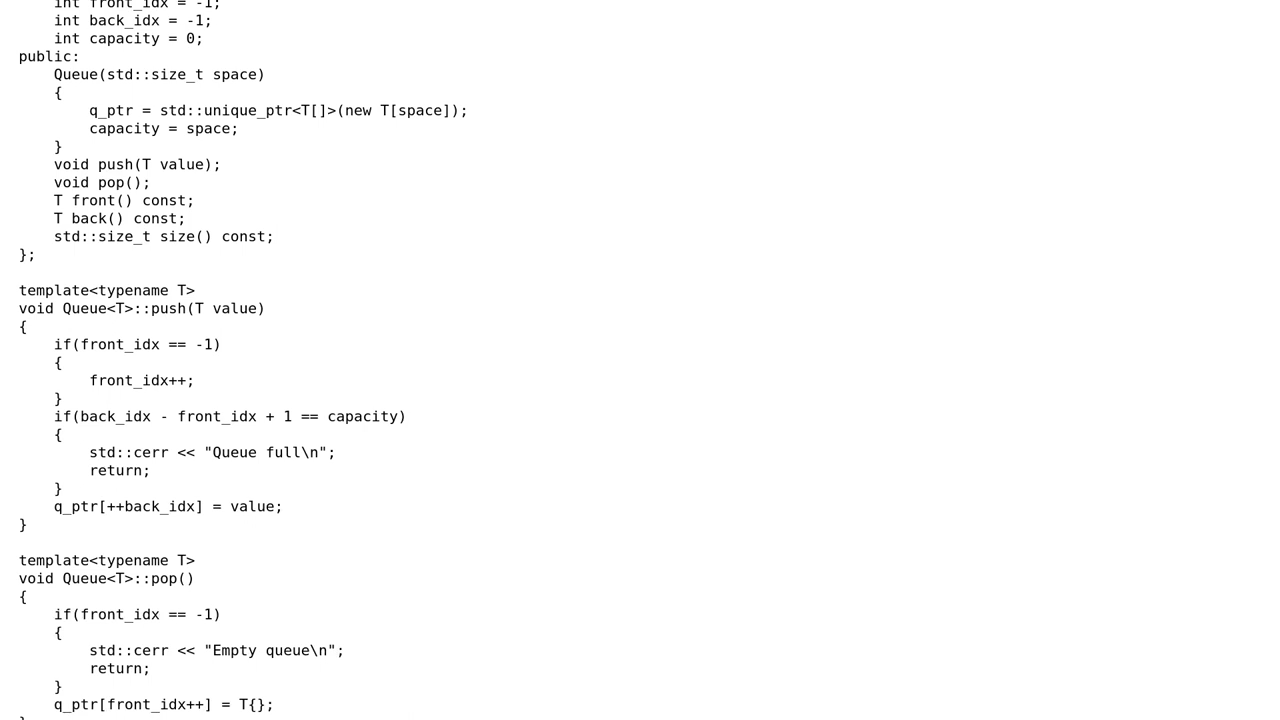 int front_idx = -1;
    int back_idx = -1;
    int capacity = 0;
public:
    Queue(std::size_t space)
    {
        q_ptr = std::unique_ptr<T[]>(new T[space]);
        capacity = space;
    }
    void push(T value);
    void pop();
    T front() const;
    T back() const;
    std::size_t size() const;
};

template<typename T>
void Queue<T>::push(T value)
{
    if(front_idx == -1)
    {
        front_idx++;
    }
    if(back_idx - front_idx + 1 == capacity)
    {
        std::cerr << "Queue full\n";
        return;
    }
    q_ptr[++back_idx] = value;
}

template<typename T>
void Queue<T>::pop()
{
    if(front_idx == -1)
    {
        std::cerr << "Empty queue\n";
        return;
    }
    q_ptr[front_idx++] = T{};
}